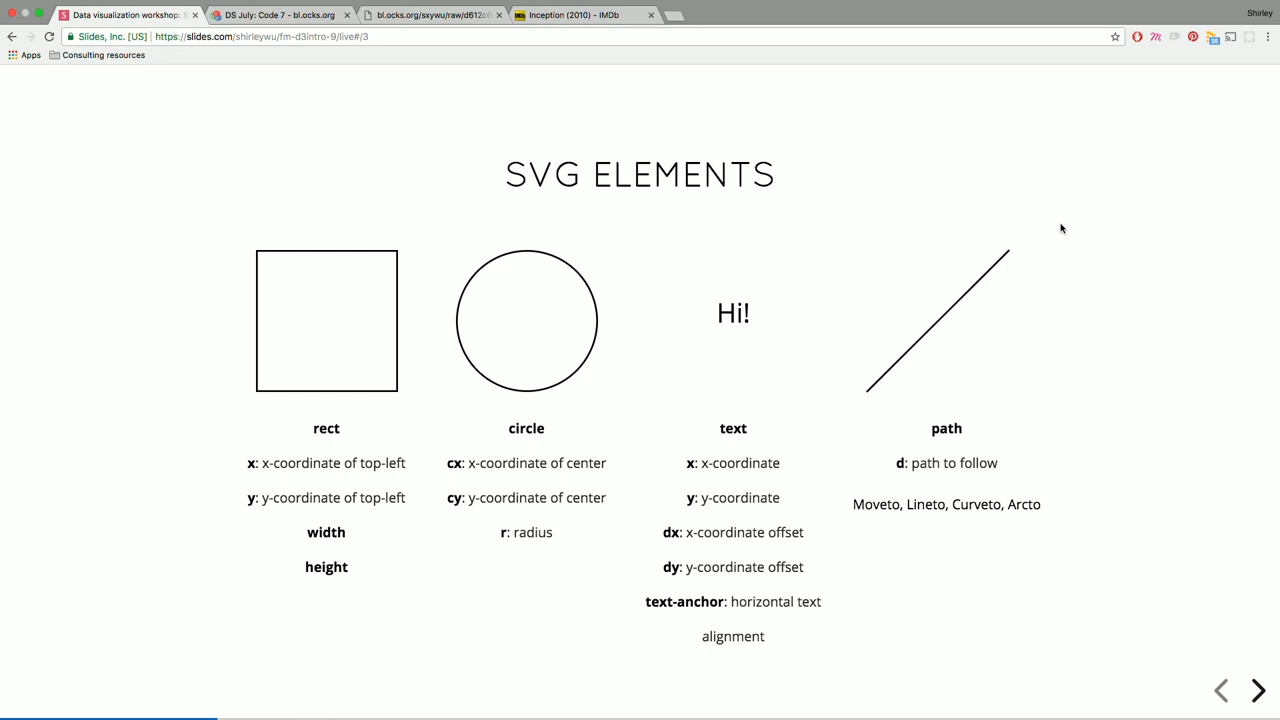 Data visualization workshop:
DS July: Code 7 - bl.ocks.org
bl.ocks.org/sxywu/raw/d612c6
Inception (2010) - IMDb
Shirley
Slides, Inc. [US]
https://slides.com/shirleywu/fm-d3intro-9/live#/3
Apps
Consulting resources
SVG ELEMENTS
Hi!
rect
x: x-coordinate of top-left
y: y-coordinate of top-left
width
height
circle
cx: x-coordinate of center
cy: y-coordinate of center
r: radius
text
x: x-coordinate
y: y-coordinate
dx: x-coordinate offset
dy: y-coordinate offset
text-anchor: horizontal text
alignment
path
d: path to follow
Moveto, Lineto, Curveto, Arcto